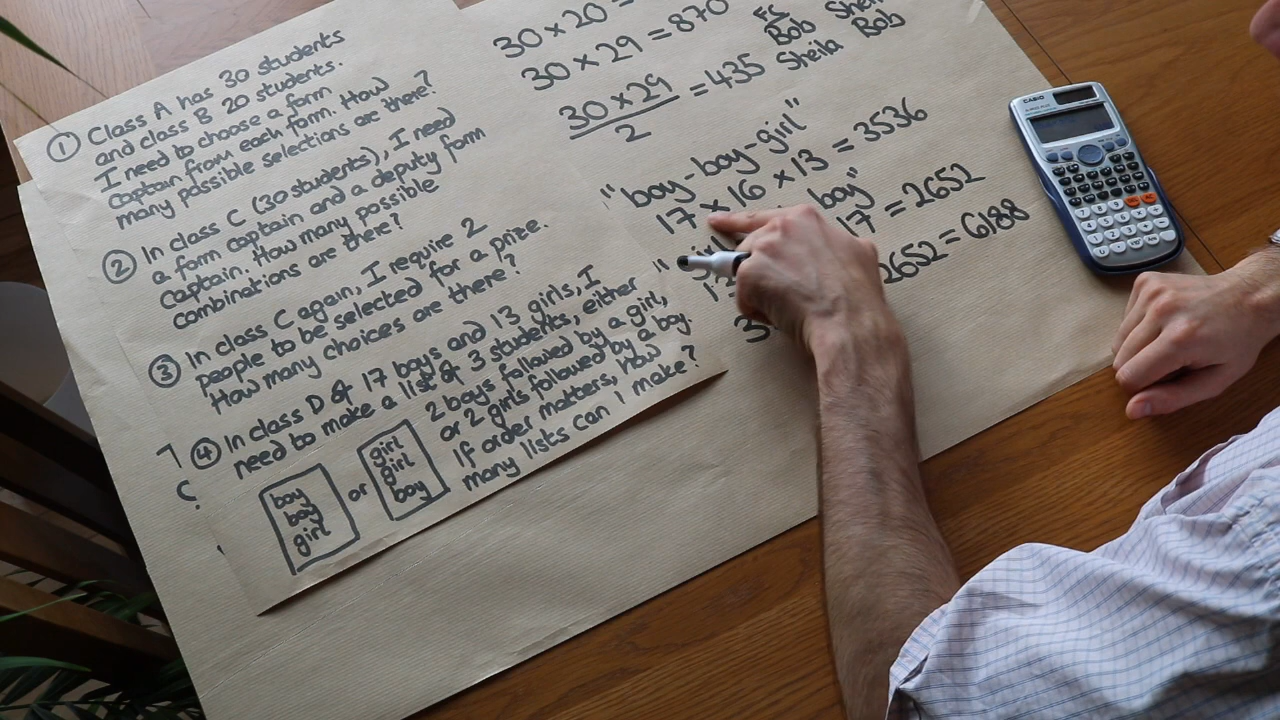 ① Class A has 30 students
and class B 20 students.
I need to choose a form
captain from each form. How
many possible selections are there?
② In class C (30 students), I need
a form captain and a deputy form
captain. How many possible
combinations are there?
③ In class C again, I require 2
people to be selected for a prize.
How many choices are there?
④ In class D of 17 boys and 13 girls, I
need to make a list of 3 students, either
2 boys followed by a girl,
or 2 girls followed by a boy.
If order matters, how
many lists can I make?
boy
boy
girl
or
girl
girl
boy
30 × 20 =
30 × 29 = 870
30 × 29
2
= 435
FC
Bob
Sheila
Bob
"boy-boy-girl"
17 × 16 × 13 = 3536
boy"
17 = 2652
2652 = 6188
CASIO